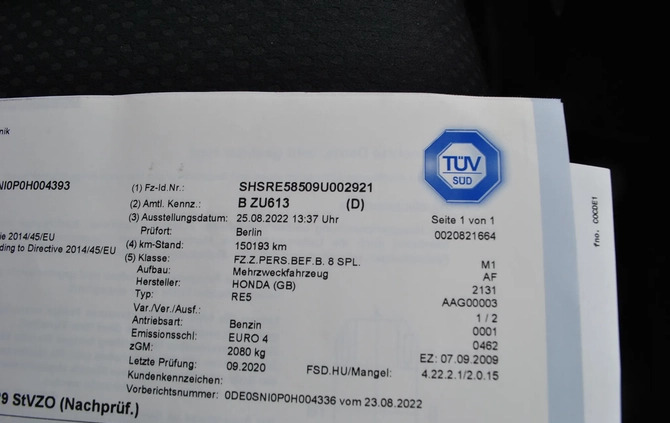 nik
TÜV
SÜD
NI0P0H004393
(1) Fz-Id.Nr.: SHSRE58509U002921
(2) Amtl. Kennz.: B ZU613 (D)
(3) Ausstellungsdatum: 25.08.2022 13:37 Uhr Seite 1 von 1
Prüfort: Berlin 0020821664
ie 2014/45/EU
(4) km-Stand: 150193 km
ding to Directive 2014/45/EU
(5) Klasse: FZ.Z.PERS.BEF.B. 8 SPL. M1
Aufbau: Mehrzweckfahrzeug AF
Hersteller: HONDA (GB) 2131
Typ: RE5 AAG00003
Var./Ver./Ausf.: 1 / 2
Antriebsart: Benzin 0001
Emissionsschl.: EURO 4 0462
zGM: 2080 kg EZ: 07.09.2009
Letzte Prüfung: 09.2020 FSD.HU/Mangel: 4.22.2.1/2.0.15
Kundenkennzeichen:
Vorberichtsnummer: 0DE0SNI0P0H004336 vom 23.08.2022
9 StVZO (Nachprüf.)
fno. COCDE1